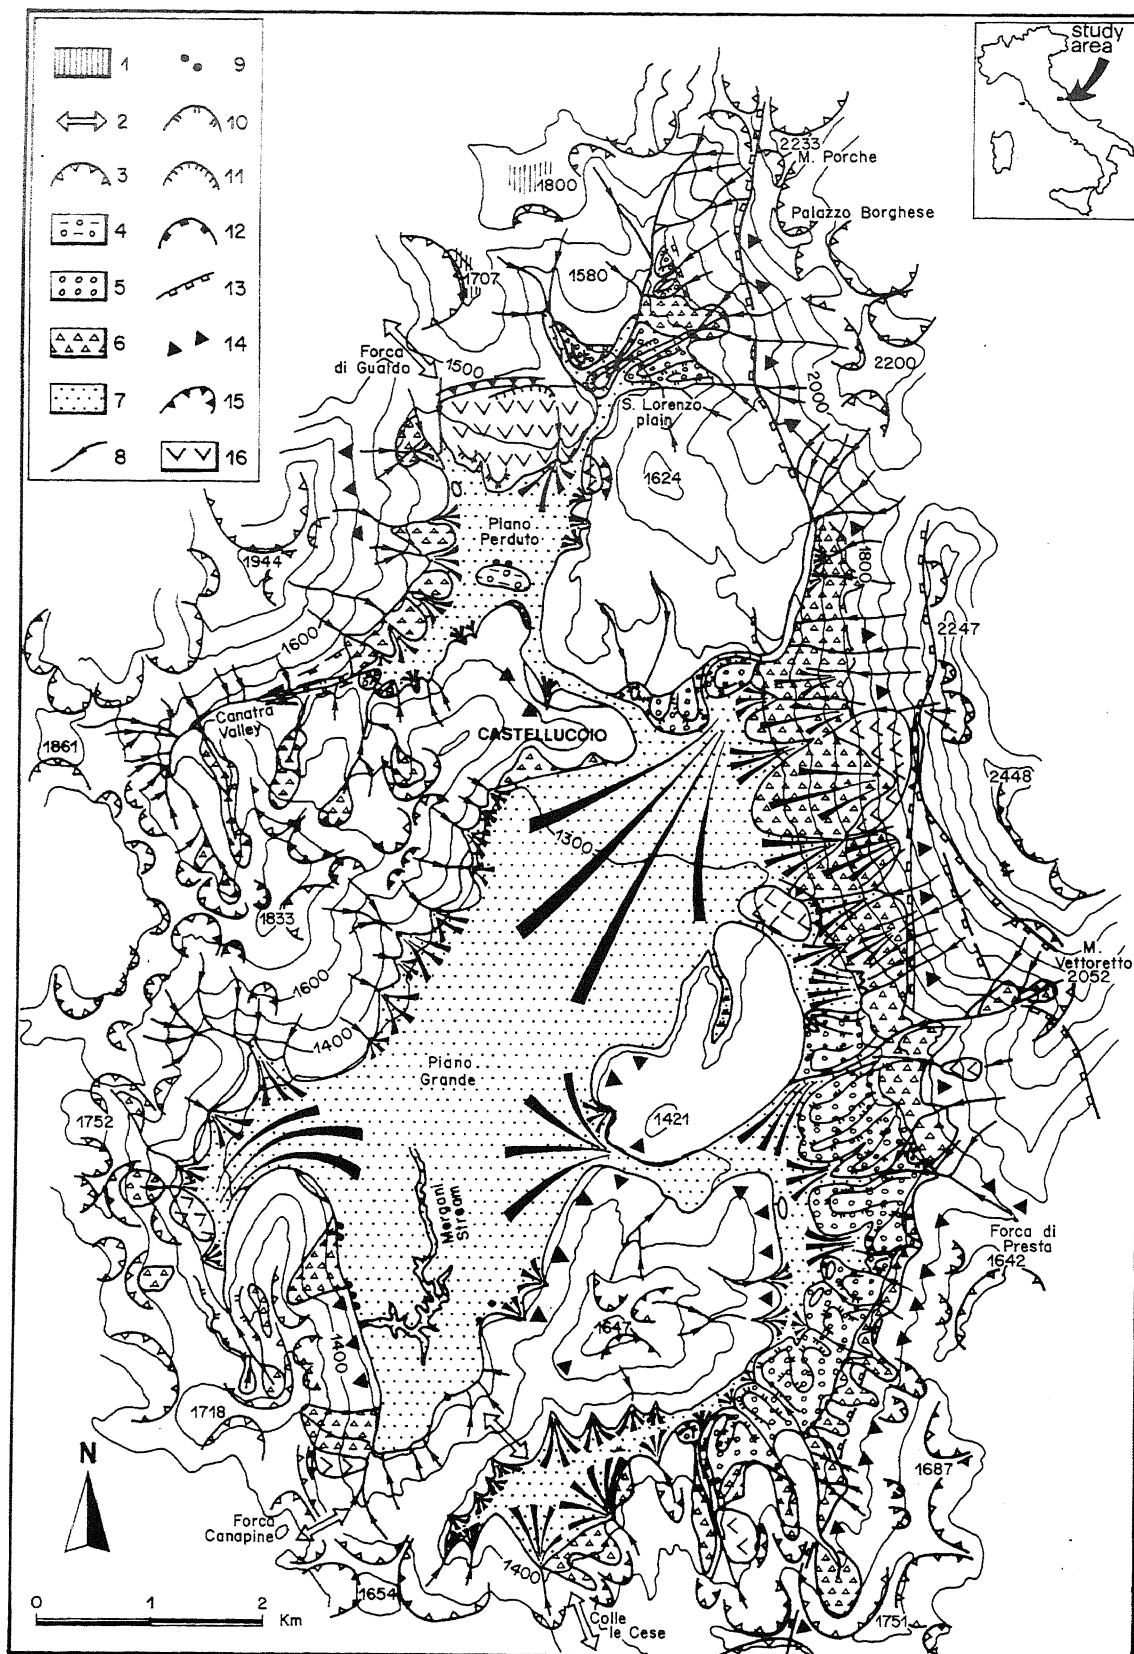 1
9
2
10
3
11
4
12
5
13
6
14
7
15
8
16
study
area
2233
M. Porche
1800
Palazzo Borghese
1707
1580
Forca
di Gualdo
1500
2200
2000
S. Lorenzo
plain
1624
Piano
Perduto
1800
1944
1600
2247
Canatra
Valley
CASTELLUCCIO
1861
2448
1300
1833
M.
Vettoretto
2052
1600
1400
Piano
Grande
1752
1421
Mergani
Stream
Forca di
Presta
1642
1647
1400
1718
N
1687
Forca
Canapine
1400
1654
0
1
2
Km
Colle
le Cese
1751